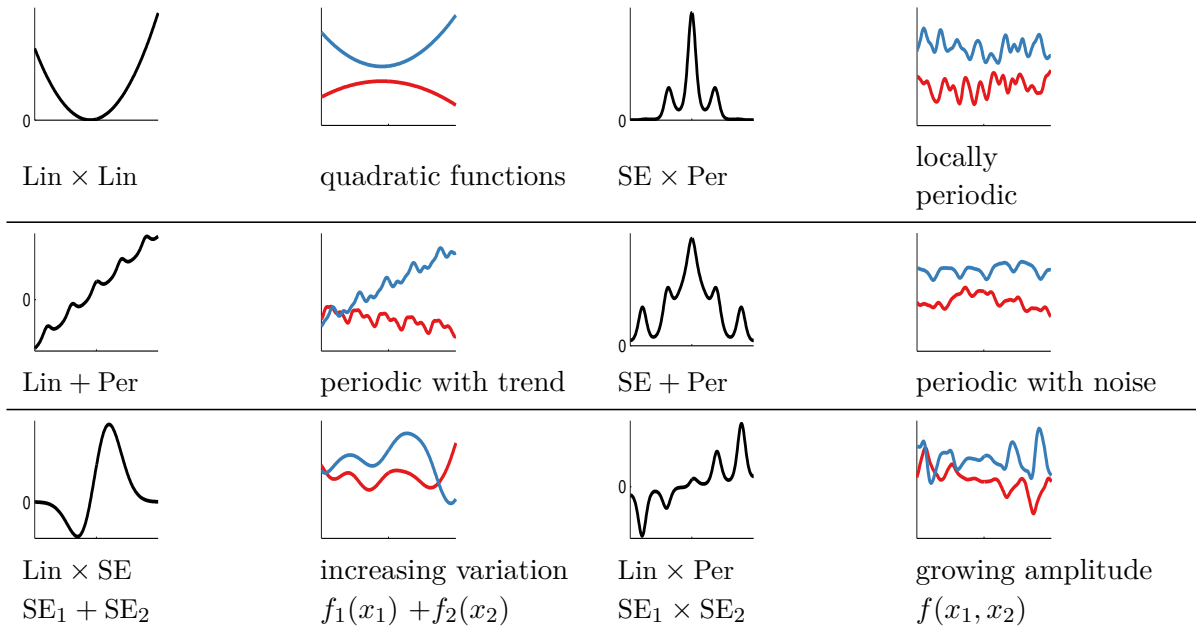 0
0
Lin × Lin
quadratic functions
SE × Per
locally
periodic
0
0
Lin + Per
periodic with trend
SE + Per
periodic with noise
0
0
Lin × SE
increasing variation
Lin × Per
growing amplitude
SE₁ + SE₂
f₁(x₁) +f₂(x₂)
SE₁ × SE₂
f(x₁, x₂)